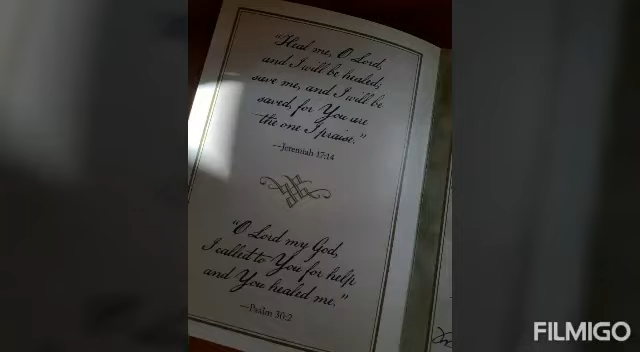 "Heal me, O Lord,
and I will be healed;
save me, and I will be
saved, for You are
the one I praise."
—Jeremiah 17:14
"O Lord my God,
I called to You for help
and You healed me."
—Psalm 30:2
FILMIGO